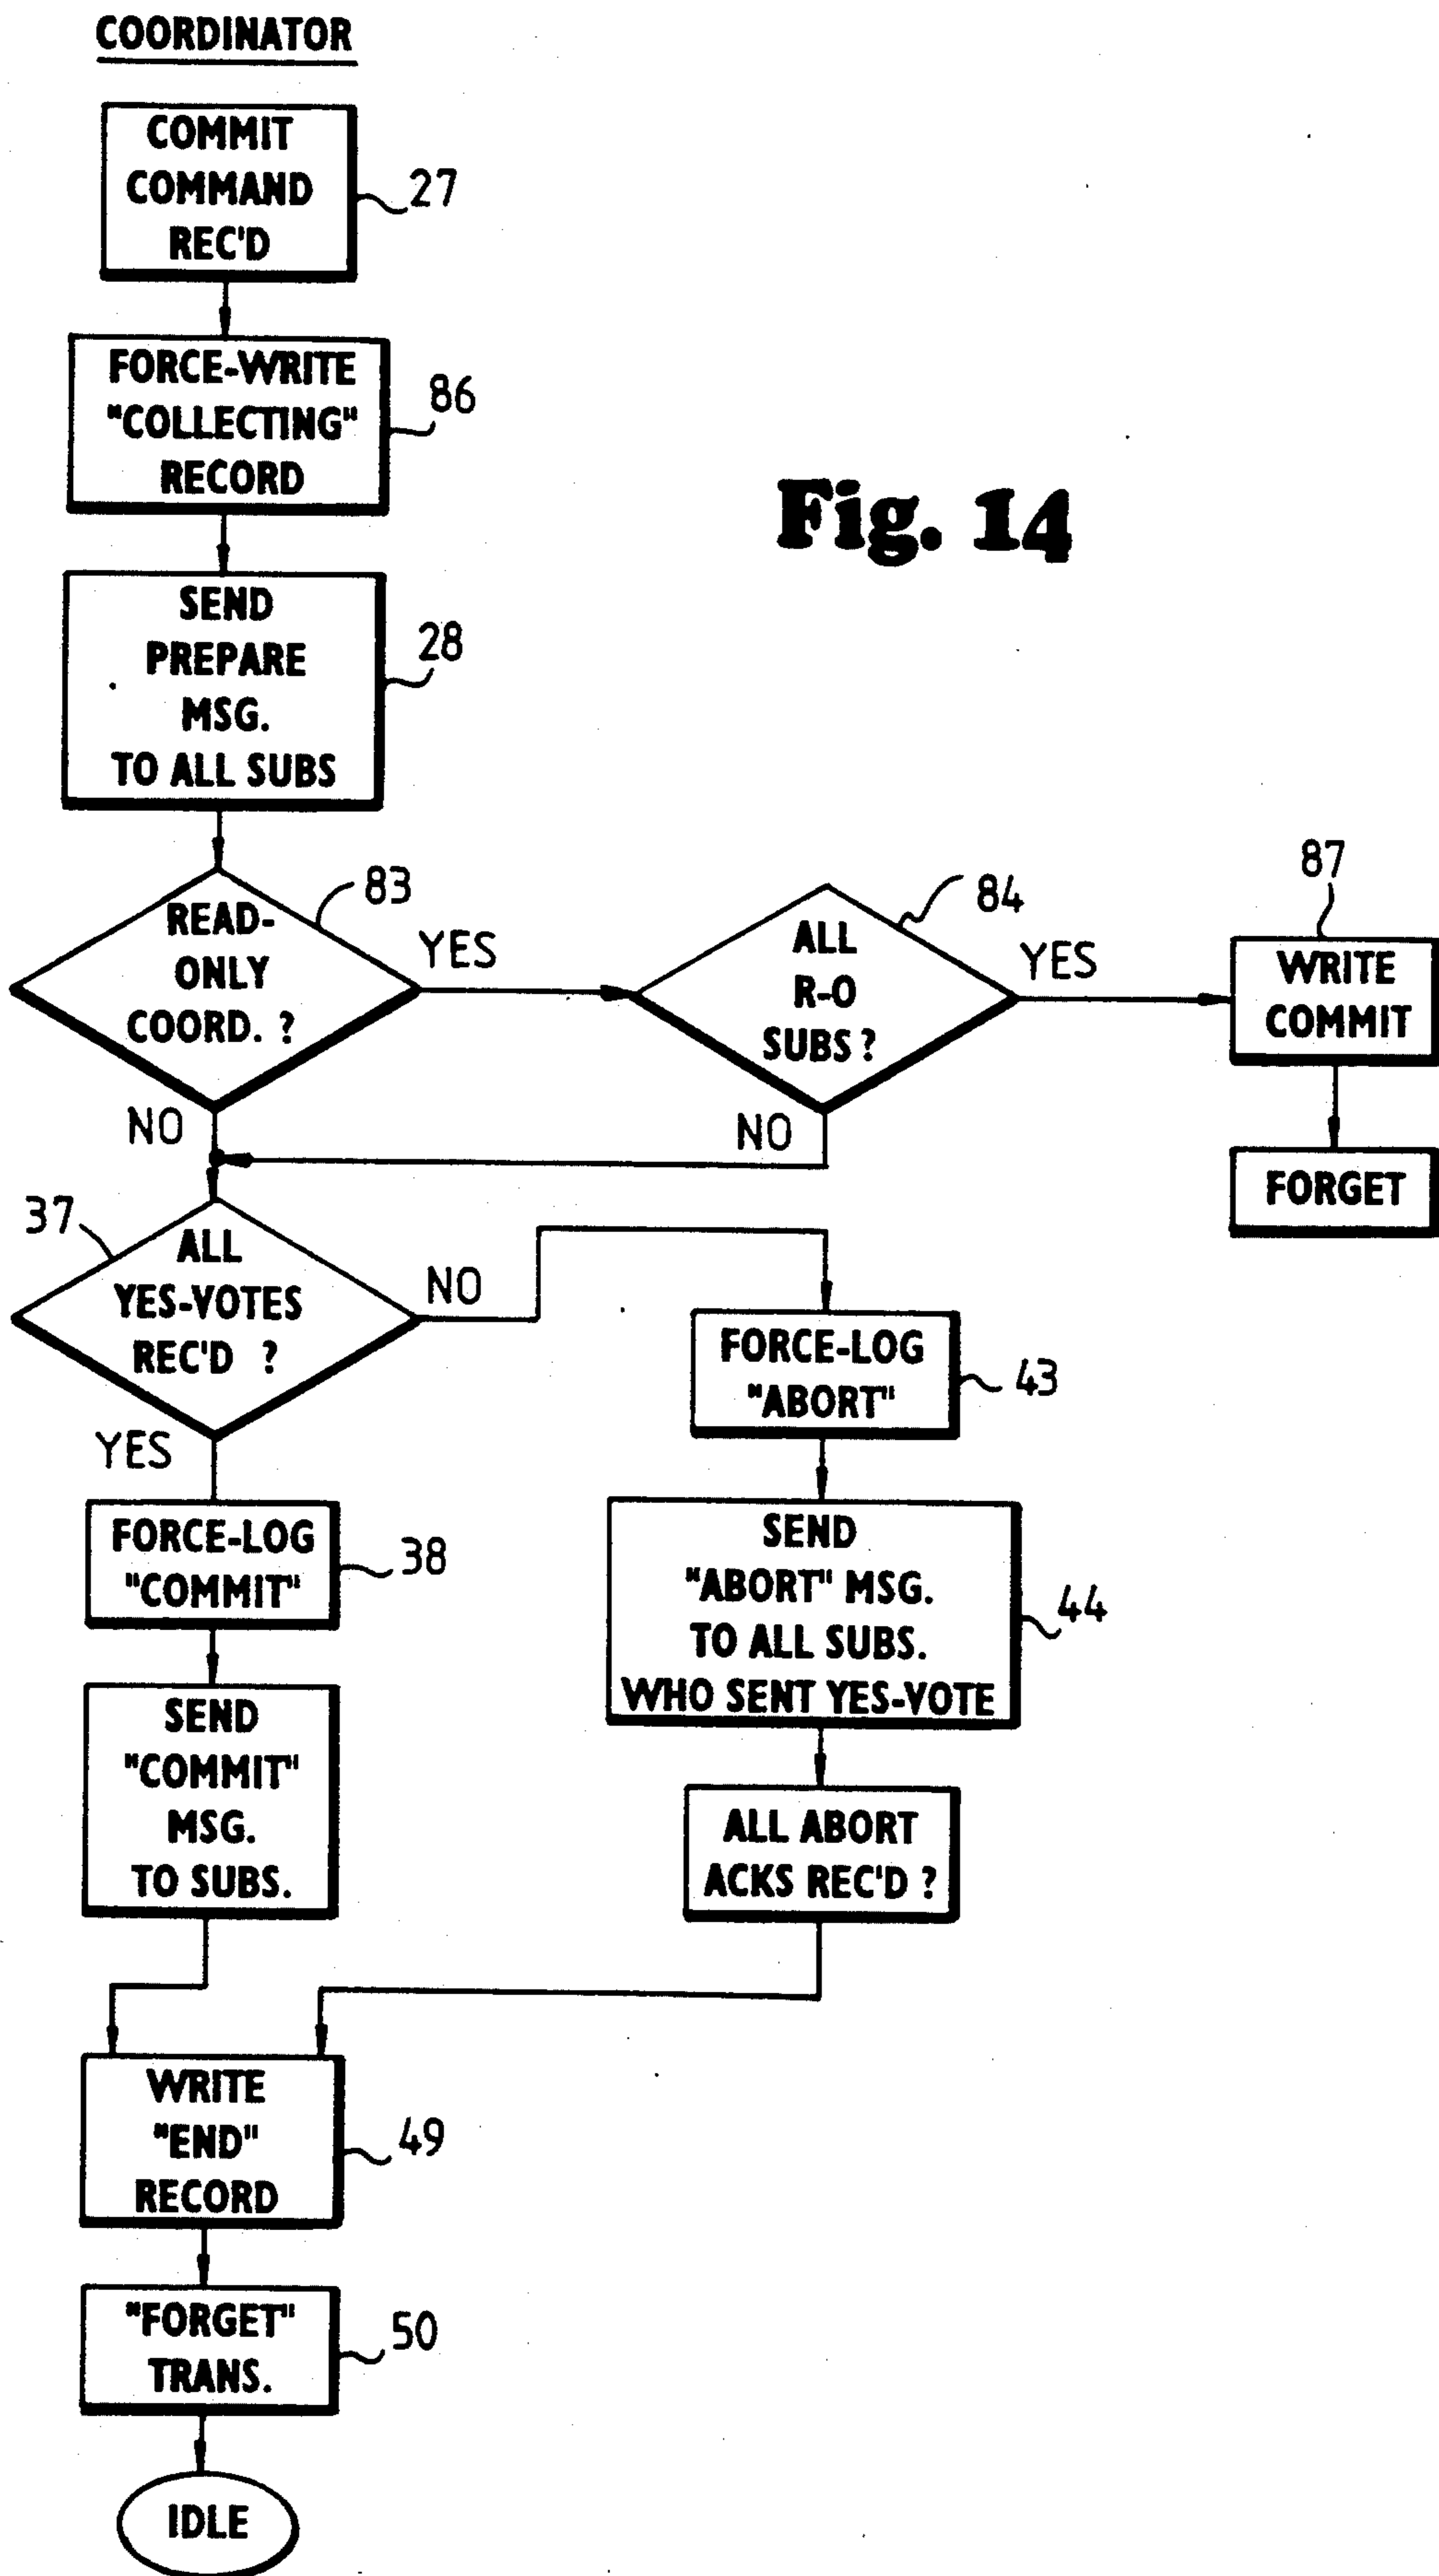 COORDINATOR
COMMIT
COMMAND
REC'D
27
FORCE-WRITE
"COLLECTING"
RECORD
86
Fig. 14
SEND
PREPARE
MSG.
TO ALL SUBS
28
READ-
ONLY
COORD. ?
83
YES
NO
ALL
R-O
SUBS ?
84
YES
NO
87
WRITE
COMMIT
FORGET
37
ALL
YES-VOTES
REC'D ?
NO
YES
FORCE-LOG
"ABORT"
43
FORCE-LOG
"COMMIT"
38
SEND
"ABORT" MSG.
TO ALL SUBS.
WHO SENT YES-VOTE
44
SEND
"COMMIT"
MSG.
TO SUBS.
ALL ABORT
ACKS REC'D ?
WRITE
"END"
RECORD
49
"FORGET"
TRANS.
50
IDLE